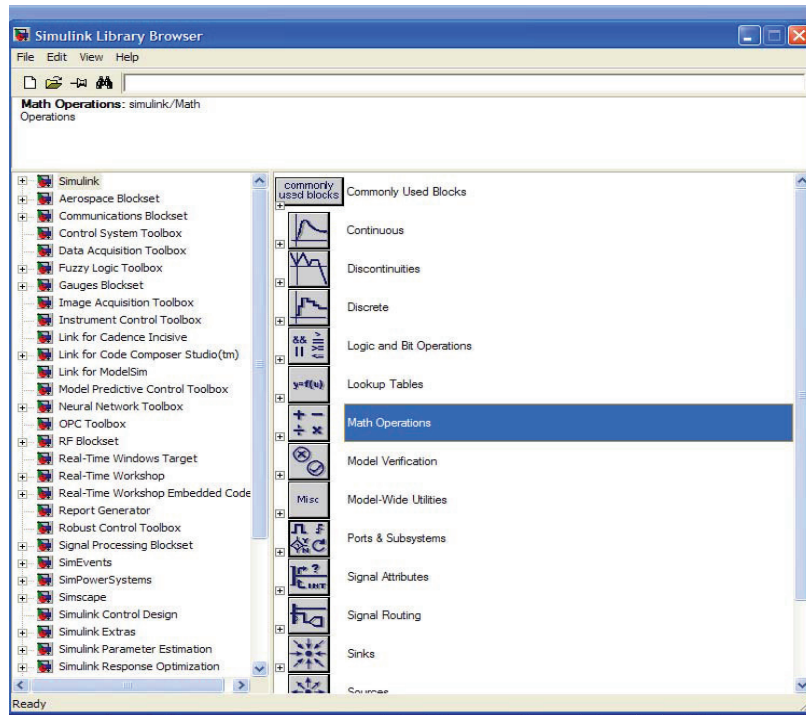 Simulink Library Browser
File Edit View Help
Math Operations: simulink/Math
Operations
Simulink
Aerospace Blockset
Communications Blockset
Control System Toolbox
Data Acquisition Toolbox
Fuzzy Logic Toolbox
Gauges Blockset
Image Acquisition Toolbox
Instrument Control Toolbox
Link for Cadence Incisive
Link for Code Composer Studio(tm)
Link for ModelSim
Model Predictive Control Toolbox
Neural Network Toolbox
OPC Toolbox
RF Blockset
Real-Time Windows Target
Real-Time Workshop
Real-Time Workshop Embedded Code
Report Generator
Robust Control Toolbox
Signal Processing Blockset
SimEvents
SimPowerSystems
Simscape
Simulink Control Design
Simulink Extras
Simulink Parameter Estimation
Simulink Response Optimization
commonly
used blocks
Commonly Used Blocks
Continuous
Discontinuities
Discrete
&& >
|| >=
<=
Logic and Bit Operations
y=f(u)
Lookup Tables
+ −
÷ ×
Math Operations
Model Verification
Misc
Model-Wide Utilities
Ports & Subsystems
?
Signal Attributes
Signal Routing
Sinks
Sources
Ready